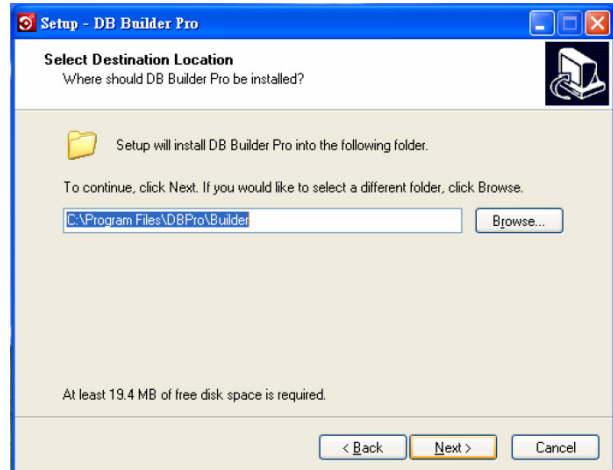 Setup - DB Builder Pro
Select Destination Location
Where should DB Builder Pro be installed?
Setup will install DB Builder Pro into the following folder.
To continue, click Next. If you would like to select a different folder, click Browse.
C:\Program Files\DBPro\Builder
Browse...
At least 19.4 MB of free disk space is required.
< Back Next > Cancel